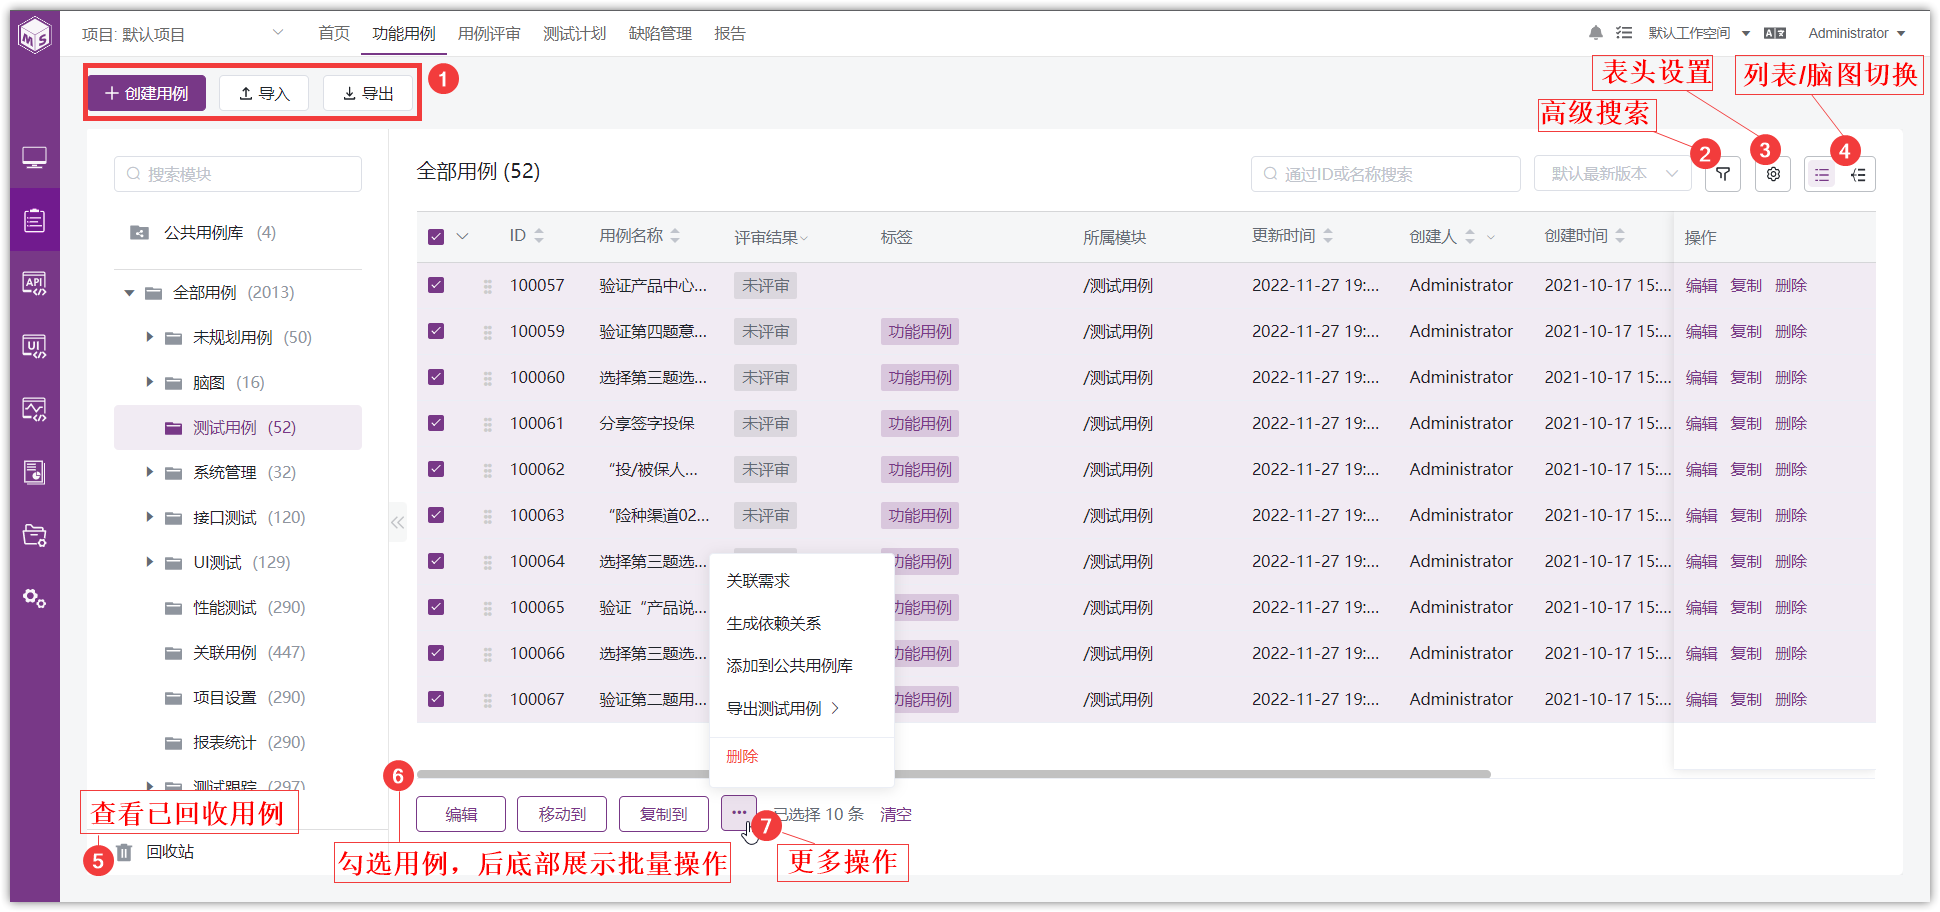 MS
项目: 默认项目 首页 功能用例 用例评审 测试计划 缺陷管理 报告 默认工作空间 Administrator
表头设置 列表/脑图切换
创建用例 导入 导出 1
高级搜索
2 3 4
搜索模块 全部用例 (52) 通过ID或名称搜索 默认最新版本
公共用例库 (4)
ID 用例名称 评审结果 标签 所属模块 更新时间 创建人 创建时间 操作
全部用例 (2013)
100057 验证产品中心... 未评审 /测试用例 2022-11-27 19:... Administrator 2021-10-17 15:... 编辑 复制 删除
未规划用例 (50)
100059 验证第四题意... 未评审 功能用例 /测试用例 2022-11-27 19:... Administrator 2021-10-17 15:... 编辑 复制 删除
脑图 (16)
100060 选择第三题选... 未评审 功能用例 /测试用例 2022-11-27 19:... Administrator 2021-10-17 15:... 编辑 复制 删除
测试用例 (52)
100061 分享签字投保 未评审 功能用例 /测试用例 2022-11-27 19:... Administrator 2021-10-17 15:... 编辑 复制 删除
系统管理 (32)
100062 “投/被保人... 未评审 功能用例 /测试用例 2022-11-27 19:... Administrator 2021-10-17 15:... 编辑 复制 删除
接口测试 (120)
100063 “险种渠道02... 未评审 功能用例 /测试用例 2022-11-27 19:... Administrator 2021-10-17 15:... 编辑 复制 删除
UI测试 (129)
100064 选择第三题选... 功能用例 /测试用例 2022-11-27 19:... Administrator 2021-10-17 15:... 编辑 复制 删除
性能测试 (290)
100065 验证“产品说... 功能用例 /测试用例 2022-11-27 19:... Administrator 2021-10-17 15:... 编辑 复制 删除
关联用例 (447)
100066 选择第三题选... 功能用例 /测试用例 2022-11-27 19:... Administrator 2021-10-17 15:... 编辑 复制 删除
项目设置 (290)
100067 验证第二题用... 功能用例 /测试用例 2022-11-27 19:... Administrator 2021-10-17 15:... 编辑 复制 删除
报表统计 (290)
测试跟踪 (297)
关联需求
生成依赖关系
添加到公共用例库
导出测试用例
删除
API
UI
6
查看已回收用例
编辑 移动到 复制到 ... 7 已选择 10 条 清空
5 回收站
勾选用例，后底部展示批量操作 更多操作